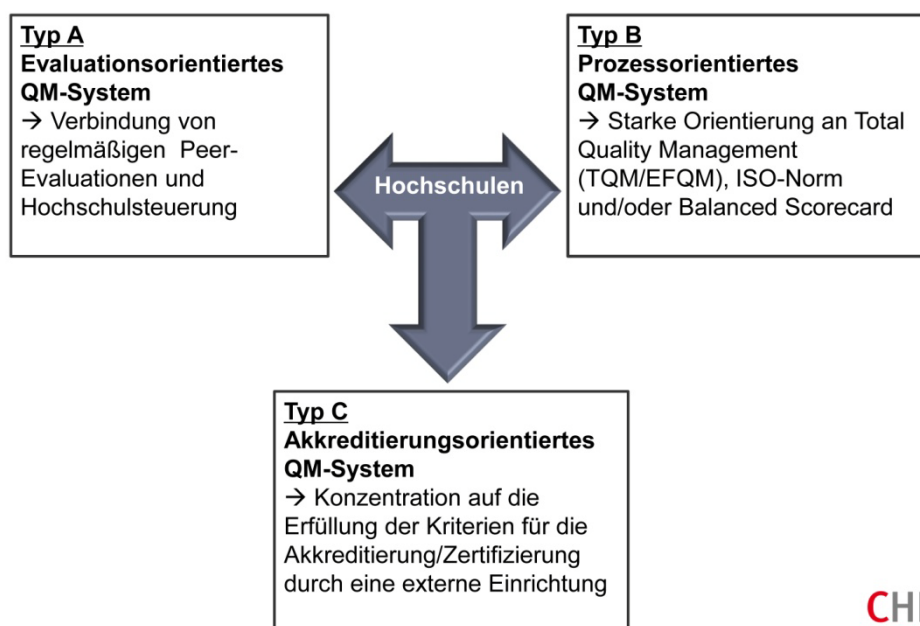 Typ A
Evaluationsorientiertes
QM-System
→ Verbindung von
regelmäßigen Peer-
Evaluationen und
Hochschulsteuerung
Hochschulen
Typ B
Prozessorientiertes
QM-System
→ Starke Orientierung an Total
Quality Management
(TQM/EFQM), ISO-Norm
und/oder Balanced Scorecard
Typ C
Akkreditierungsorientiertes
QM-System
→ Konzentration auf die
Erfüllung der Kriterien für die
Akkreditierung/Zertifizierung
durch eine externe Einrichtung